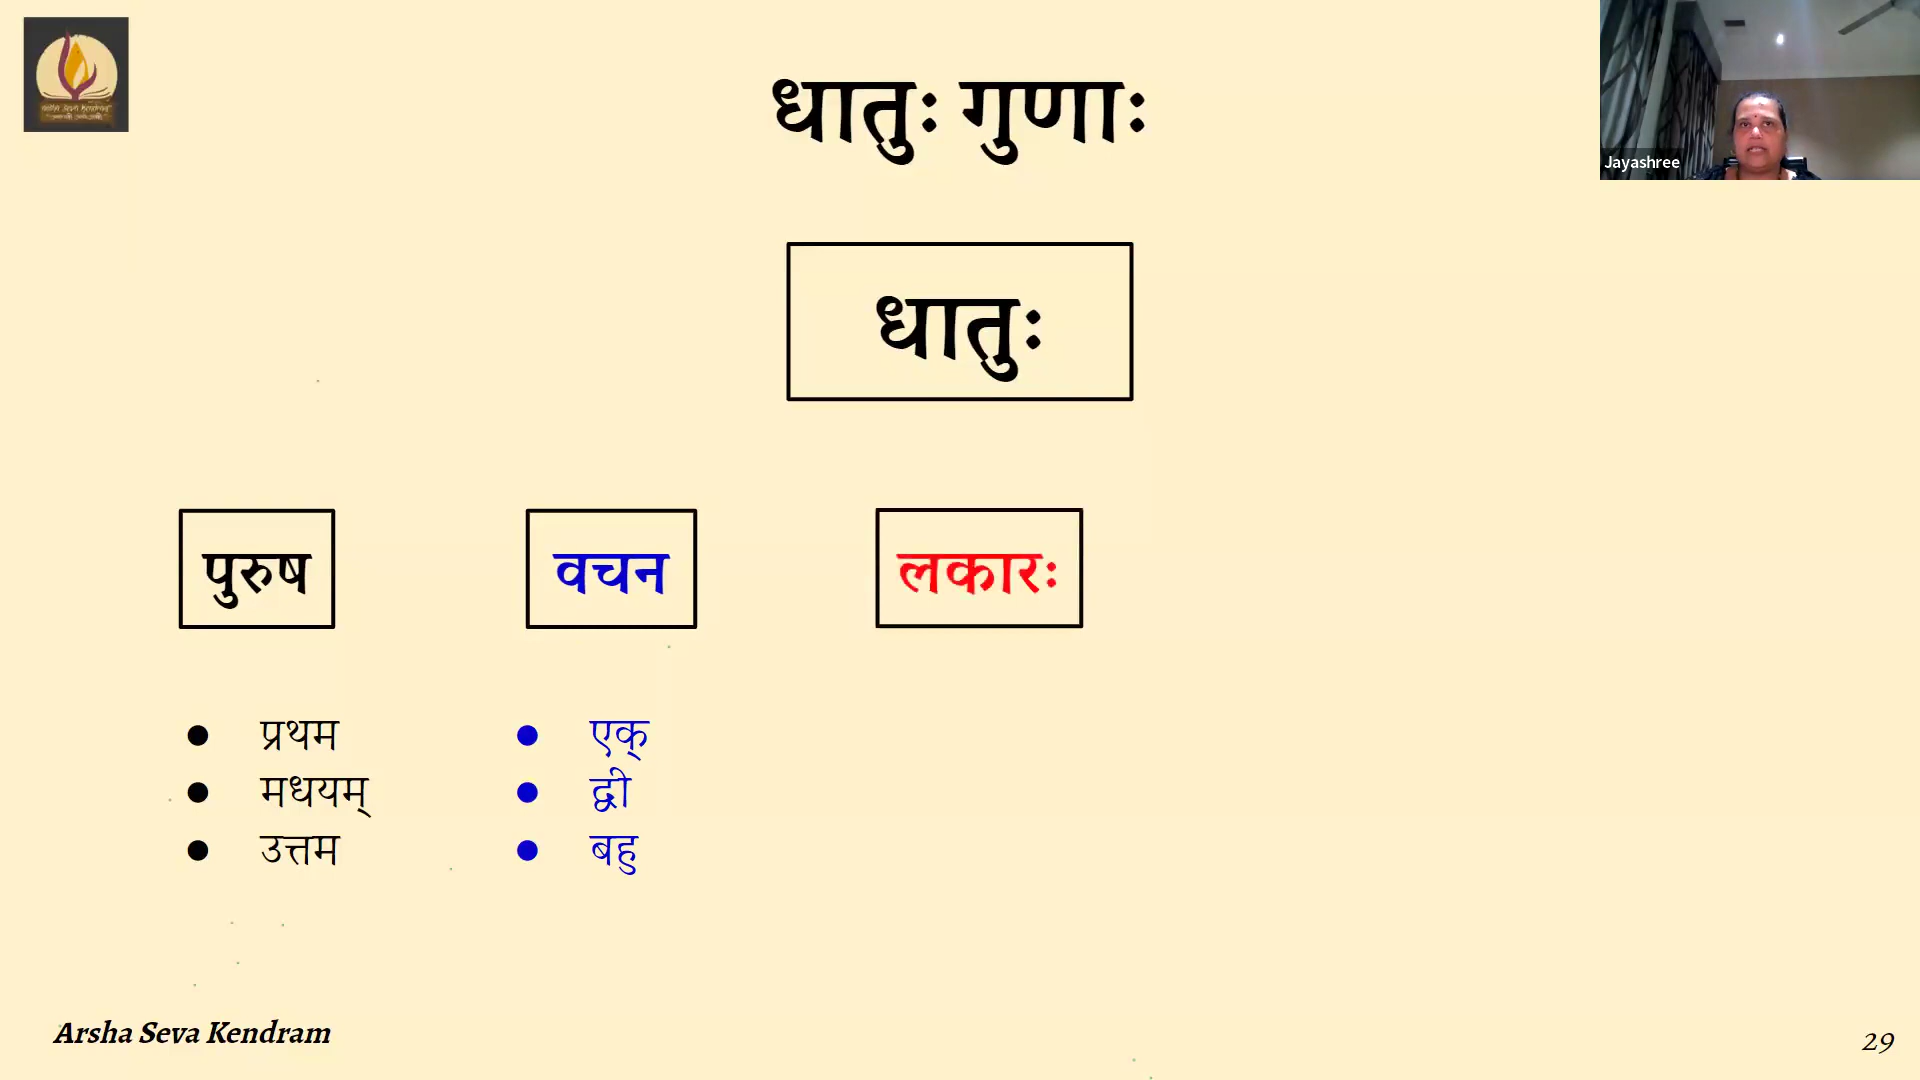 धातुः गुणाः
Jayashree
धातुः
पुरुष
वचन
लकारः
प्रथम
मधयम्
उत्तम
एक्
द्वी
बहु
Arsha Seva Kendram
29